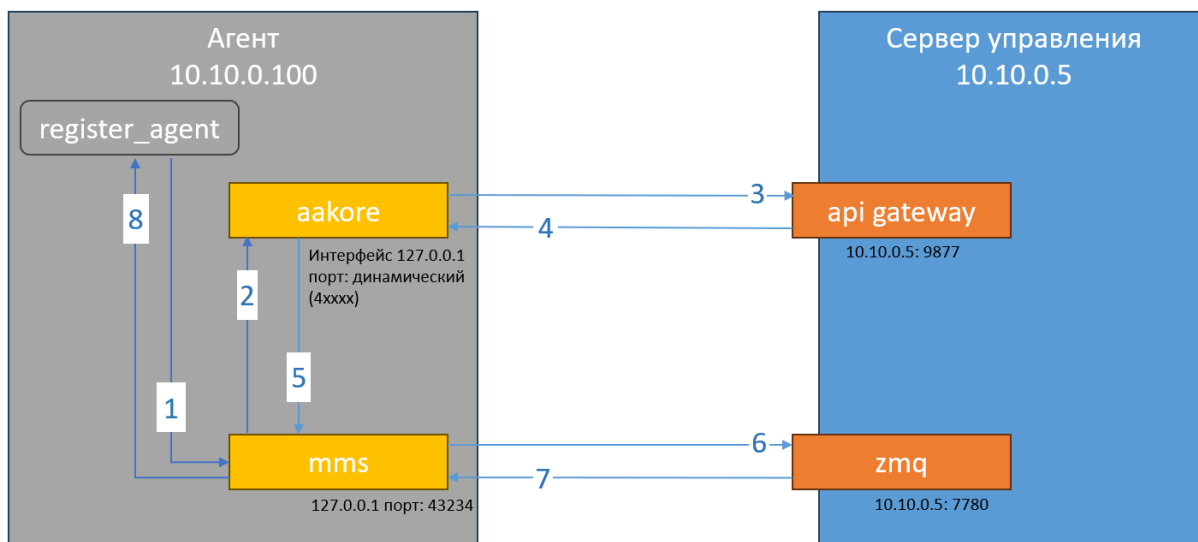 Агент
10.10.0.100
Сервер управления
10.10.0.5
register_agent
8
aakore
3
api gateway
4
Интерфейс 127.0.0.1
порт: динамический
(4xxxx)
10.10.0.5: 9877
2
5
1
mms
6
zmq
7
127.0.0.1 порт: 43234
10.10.0.5: 7780